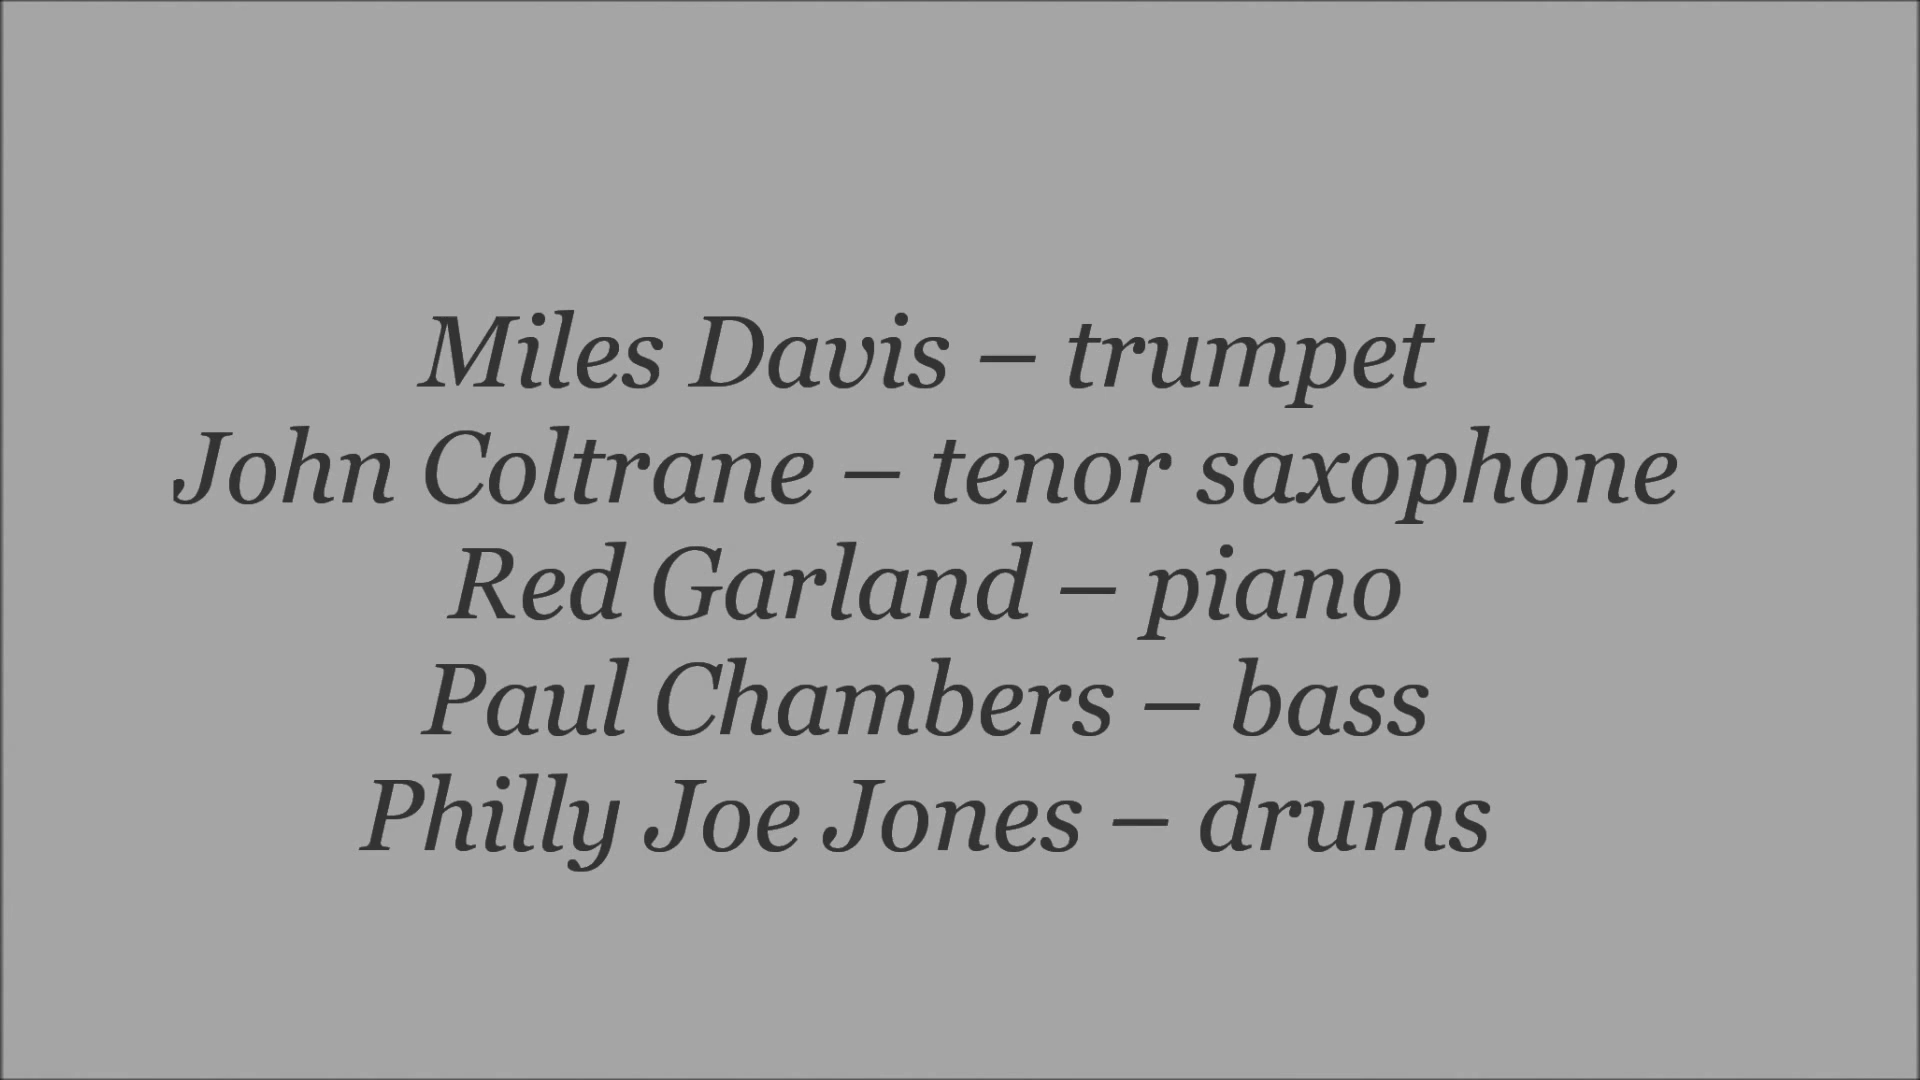 Miles Davis – trumpet
John Coltrane – tenor saxophone
Red Garland – piano
Paul Chambers – bass
Philly Joe Jones – drums